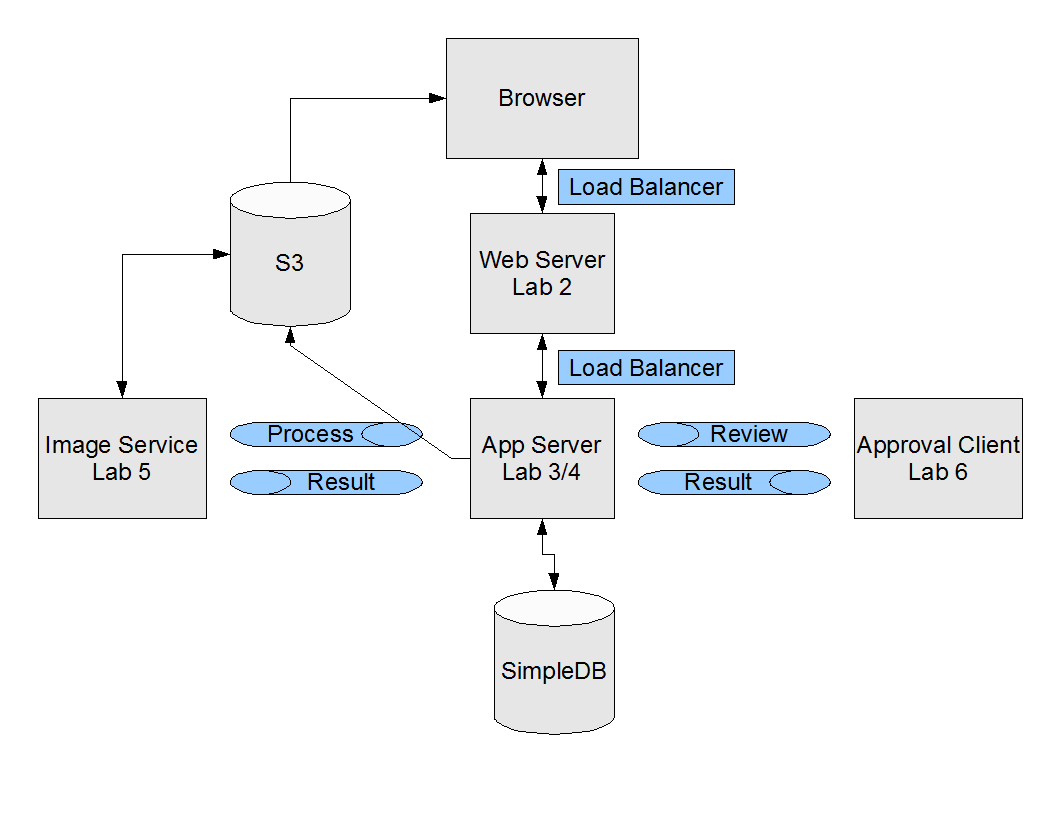 Browser
Load Balancer
S3
Web Server
Lab 2
Load Balancer
Image Service
Lab 5
Process
Result
App Server
Lab 3/4
Review
Result
Approval Client
Lab 6
SimpleDB